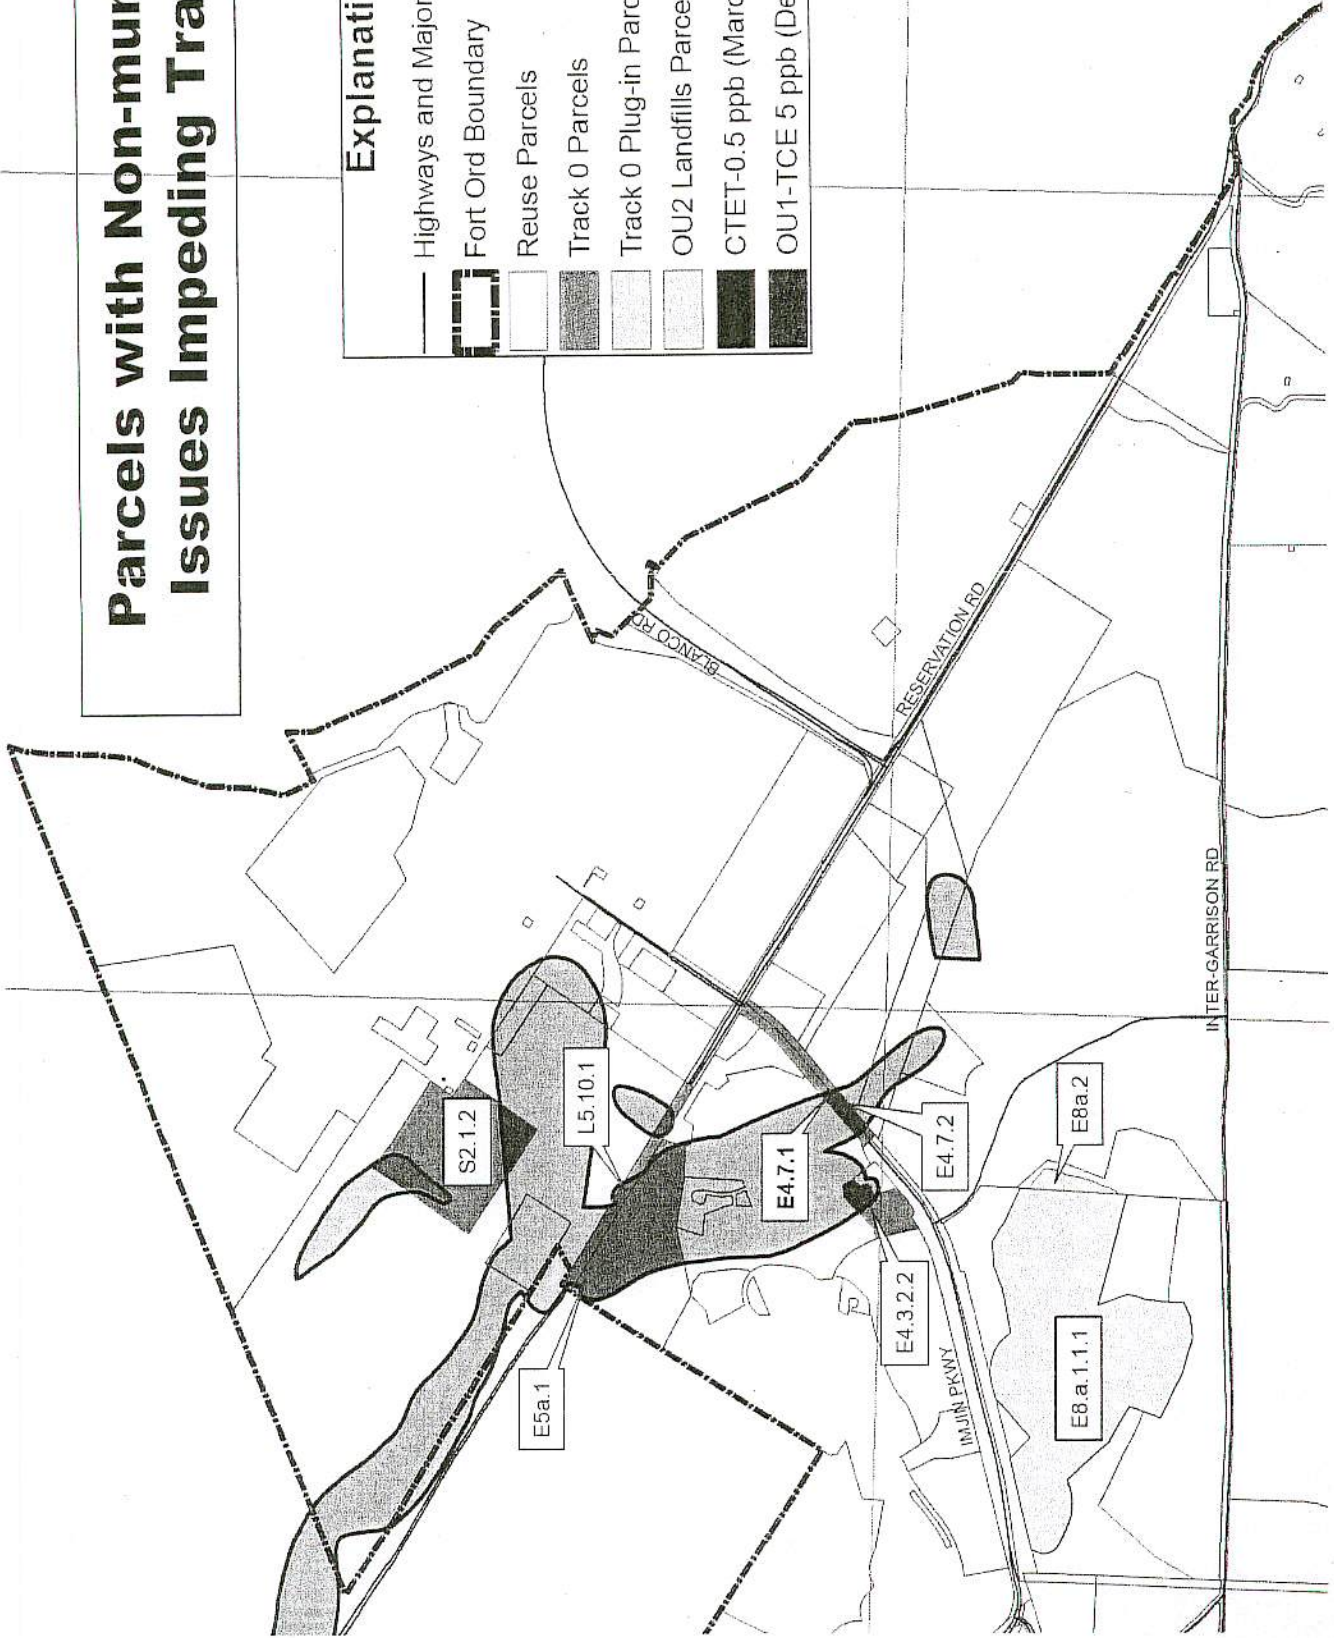 Parcels with Non-mun
Issues Impeding Tra
Explanati
Highways and Major
Fort Ord Boundary
Reuse Parcels
Track 0 Parcels
Track 0 Plug-in Parc
OU2 Landfills Parce
CTET-0.5 ppb (Marc
OU1-TCE 5 ppb (De
BLANCO RD
RESERVATION RD
S2.1.2
L5.10.1
E4.7.1
E4.7.2
E5a.1
E4.3.2.2
IMJIN PKWY
E8a.2
E8.a.1.1.1
INTER-GARRISON RD